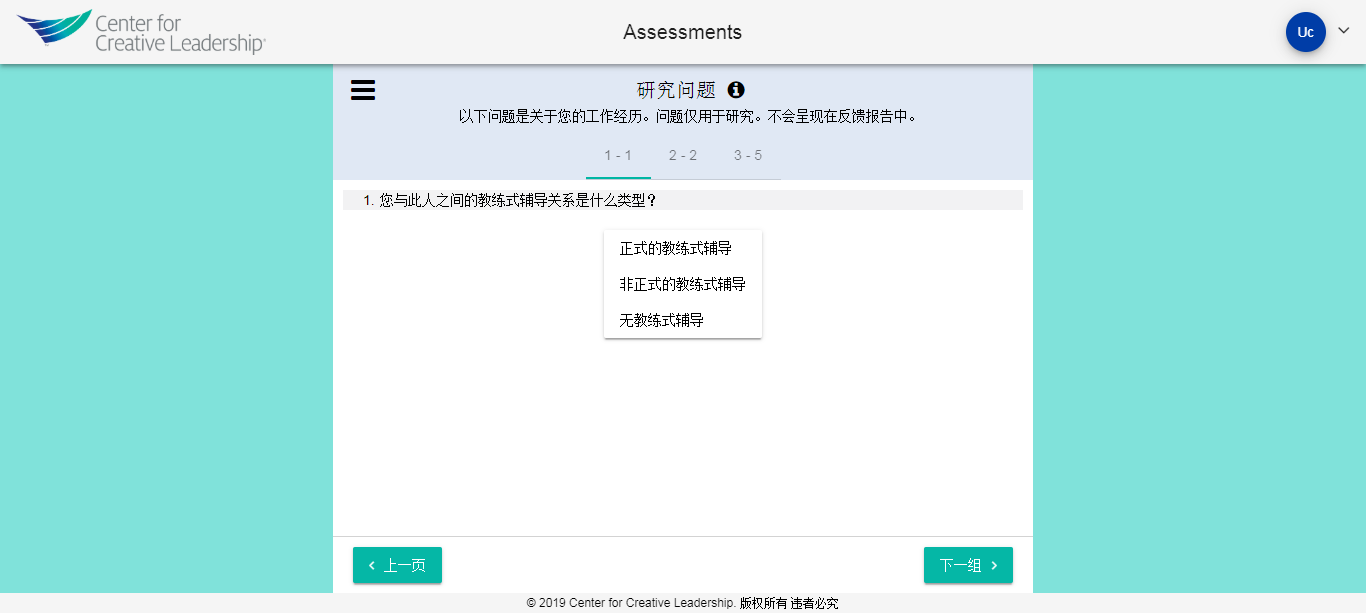 Center for
Creative Leadership®
Assessments
Uc
研究问题
以下问题是关于您的工作经历。问题仅用于研究。不会呈现在反馈报告中。
1 - 1
2 - 2
3 - 5
1. 您与此人之间的教练式辅导关系是什么类型？
正式的教练式辅导
非正式的教练式辅导
无教练式辅导
上一页
下一组
© 2019 Center for Creative Leadership. 版权所有 违者必究